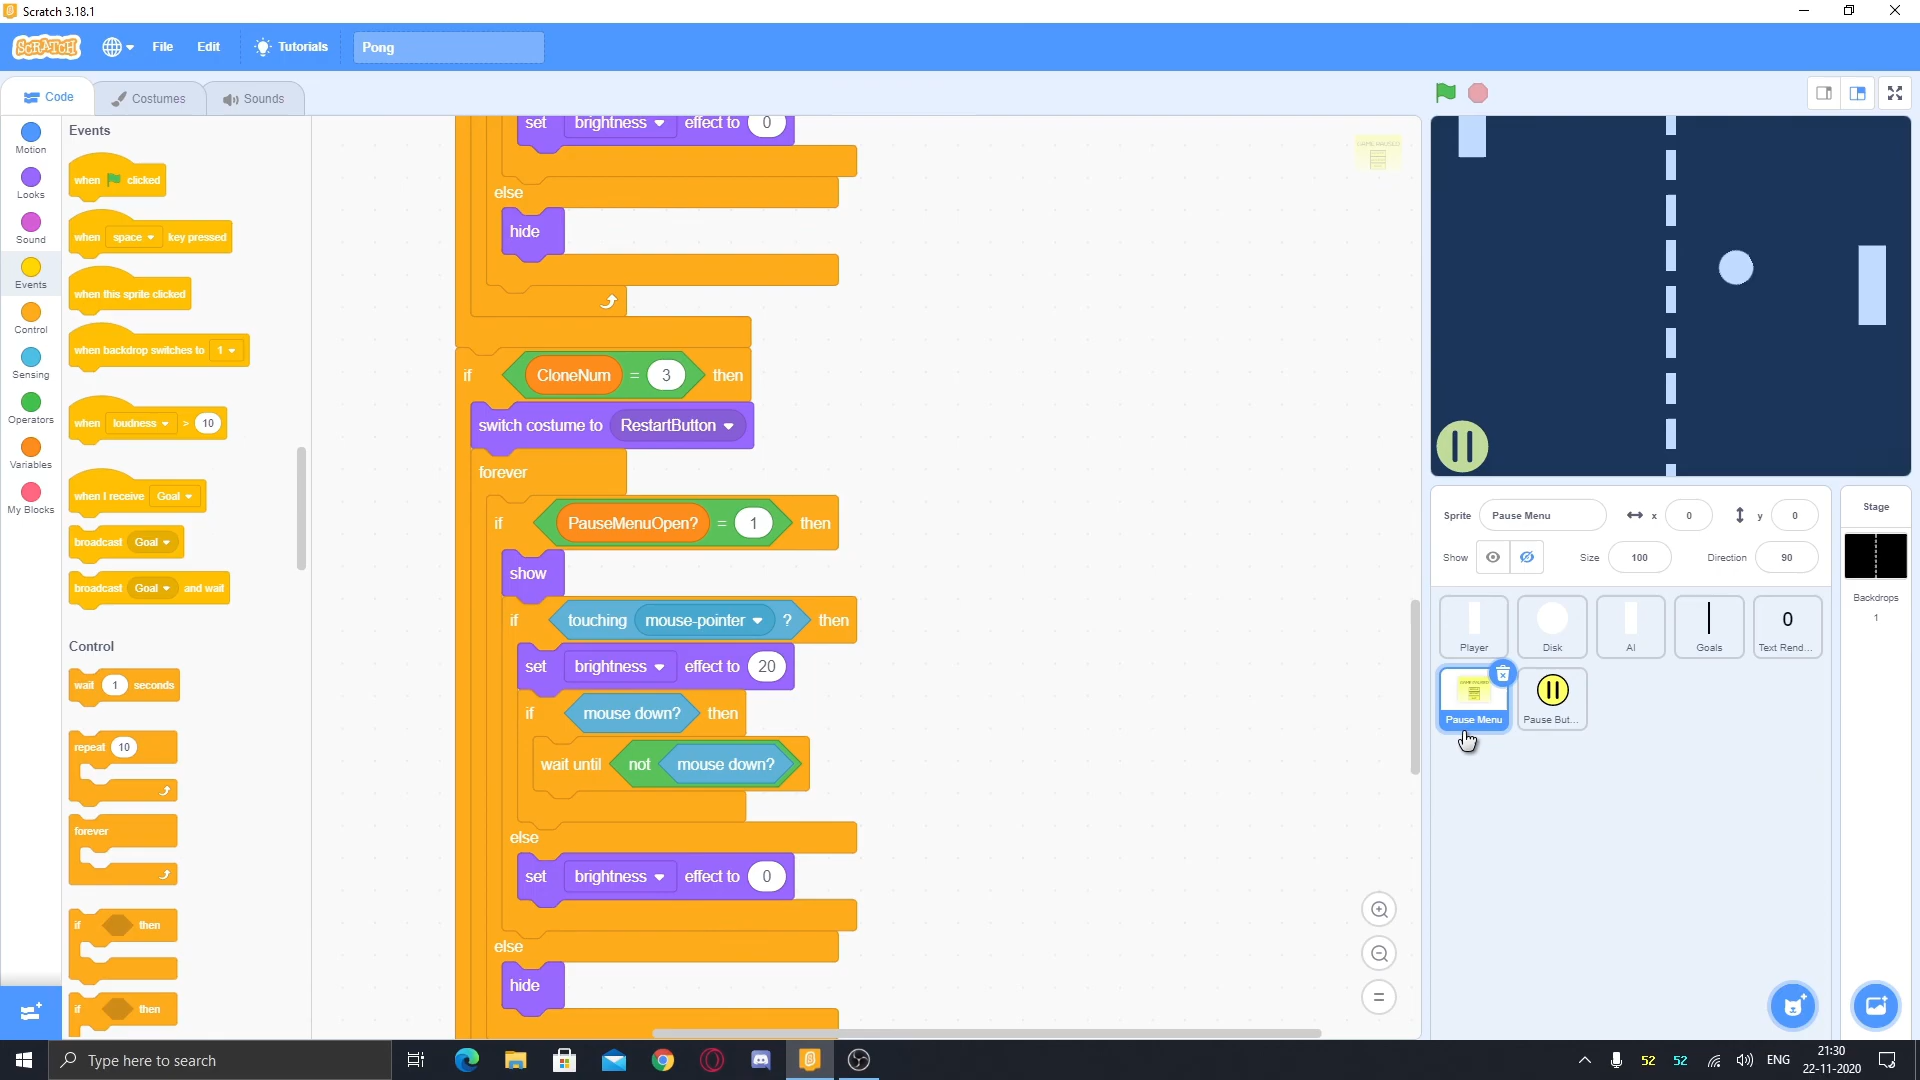 Scratch 3.18.1
SCRATCH
File
Edit
Tutorials
Pong
Code
Costumes
Sounds
Motion
Looks
Sound
Events
Control
Sensing
Operators
Variables
My Blocks
Events
when clicked
when space key pressed
when this sprite clicked
when backdrop switches to 1
when loudness > 10
when I receive Goal
broadcast Goal
broadcast Goal and wait
Control
wait 1 seconds
repeat 10
forever
if then
if then
set brightness effect to 0
else
hide
if CloneNum = 3 then
switch costume to RestartButton
forever
if PauseMenuOpen? = 1 then
show
if touching mouse-pointer ? then
set brightness effect to 20
if mouse down? then
wait until not mouse down?
else
set brightness effect to 0
else
hide
Sprite Pause Menu x 0 y 0
Show Size 100 Direction 90
Player
Disk
AI
Goals
0
Text Rend...
Pause Menu
Pause But...
Stage
Backdrops
1
Type here to search
52
52
ENG
21:30
22-11-2020